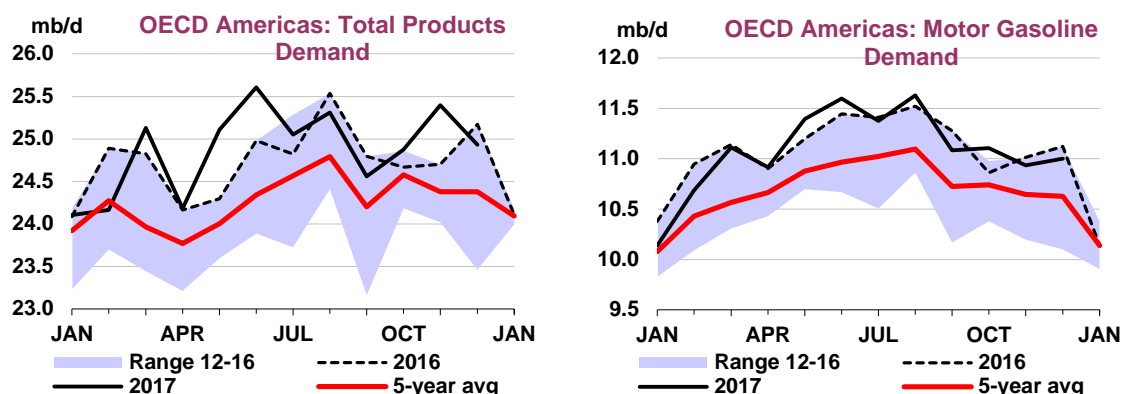 mb/d
OECD Americas: Total Products
Demand
26.0
25.5
25.0
24.5
24.0
23.5
23.0
JAN APR JUL OCT JAN
Range 12-16 2016
2017 5-year avg
mb/d
OECD Americas: Motor Gasoline
Demand
12.0
11.5
11.0
10.5
10.0
9.5
JAN APR JUL OCT JAN
Range 12-16 2016
2017 5-year avg